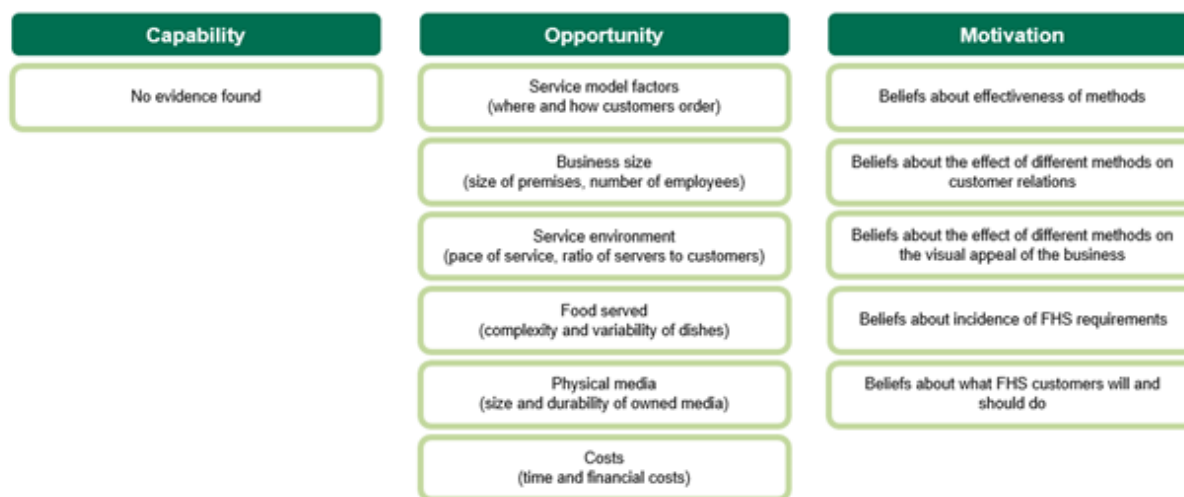 Capability
No evidence found
Opportunity
Service model factors
(where and how customers order)
Business size
(size of premises, number of employees)
Service environment
(pace of service, ratio of servers to customers)
Food served
(complexity and variability of dishes)
Physical media
(size and durability of owned media)
Costs
(time and financial costs)
Motivation
Beliefs about effectiveness of methods
Beliefs about the effect of different methods on
customer relations
Beliefs about the effect of different methods on
the visual appeal of the business
Beliefs about incidence of FHS requirements
Beliefs about what FHS customers will and
should do